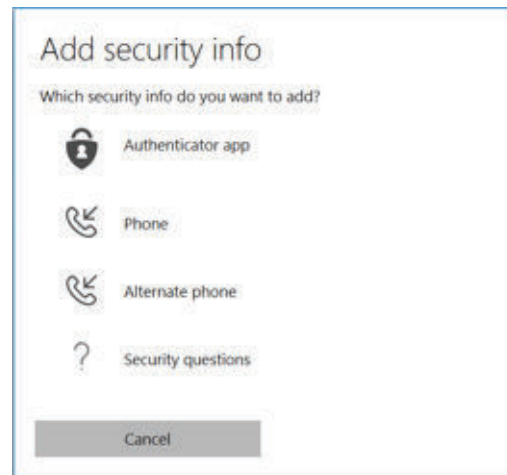 Add security info
Which security info do you want to add?
Authenticator app
Phone
Alternate phone
Security questions
Cancel